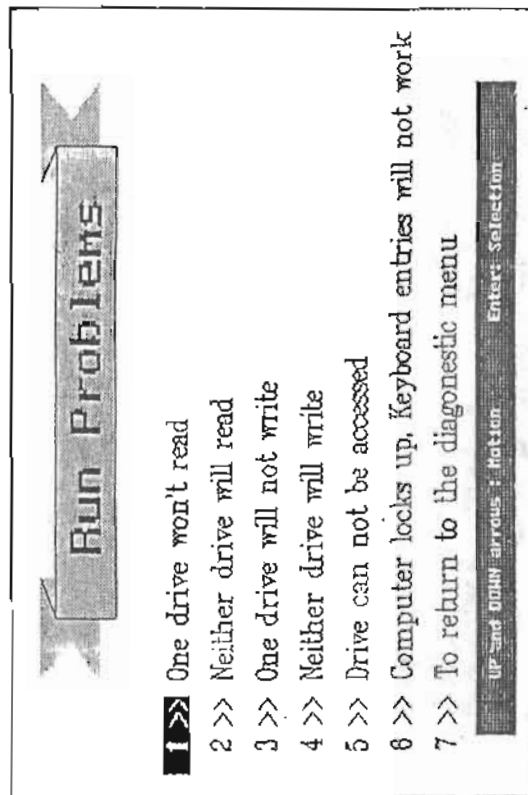 Run Problems
1 >> One drive won't read
2 >> Neither drive will read
3 >> One drive will not write
4 >> Neither drive will write
5 >> Drive can not be accessed
6 >> Computer locks up, Keyboard entries will not work
7 >> To return to the diagonestic menu
UP and DOWN arrows : Motion Enter: Selection